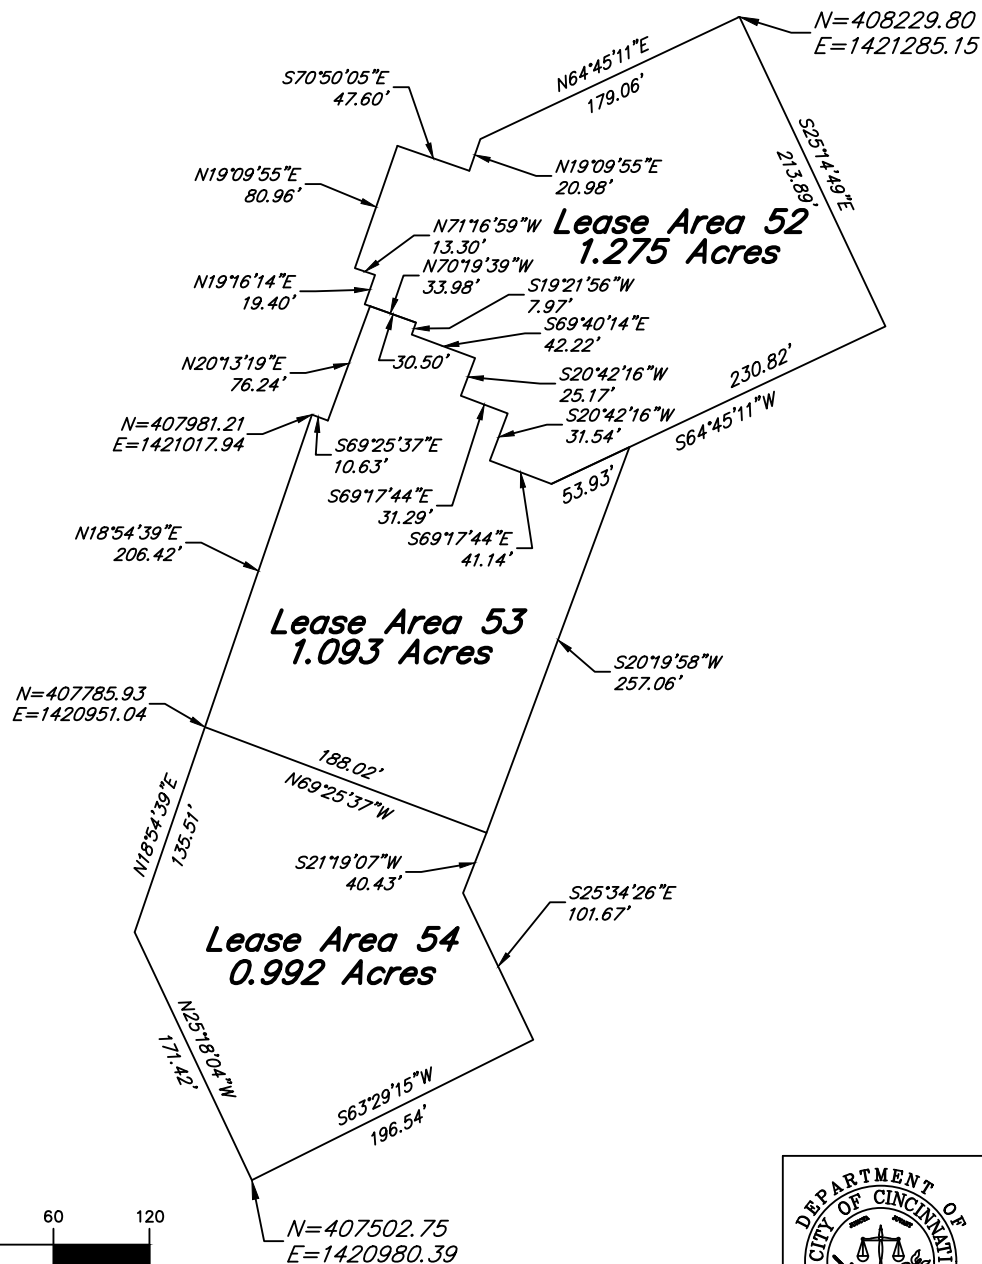 N=408229.80
E=1421285.15
N64°45'11"E
179.06'
S70°50'05"E
47.60'
S25°14'49"E
213.89'
N19°09'55"E
20.98'
N19°09'55"E
80.96'
Lease Area 52
1.275 Acres
N71°16'59"W
13.30'
N70°19'39"W
33.98'
N19°16'14"E
19.40'
S19°21'56"W
7.97'
S69°40'14"E
42.22'
30.50'
N20°13'19"E
76.24'
S20°42'16"W
25.17'
230.82'
S64°45'11"W
S20°42'16"W
31.54'
N=407981.21
E=1421017.94
S69°25'37"E
10.63'
53.93'
S69°17'44"E
31.29'
S69°17'44"E
41.14'
N18°54'39"E
206.42'
Lease Area 53
1.093 Acres
S20°19'58"W
257.06'
N=407785.93
E=1420951.04
188.02'
N69°25'37"W
N18°54'39"E
135.51'
S21°19'07"W
40.43'
S25°34'26"E
101.67'
Lease Area 54
0.992 Acres
N25°18'04"W
171.42'
S63°29'15"W
196.54'
N=407502.75
E=1420980.39
60 120
DEPARTMENT OF
CITY OF CINCINNATI